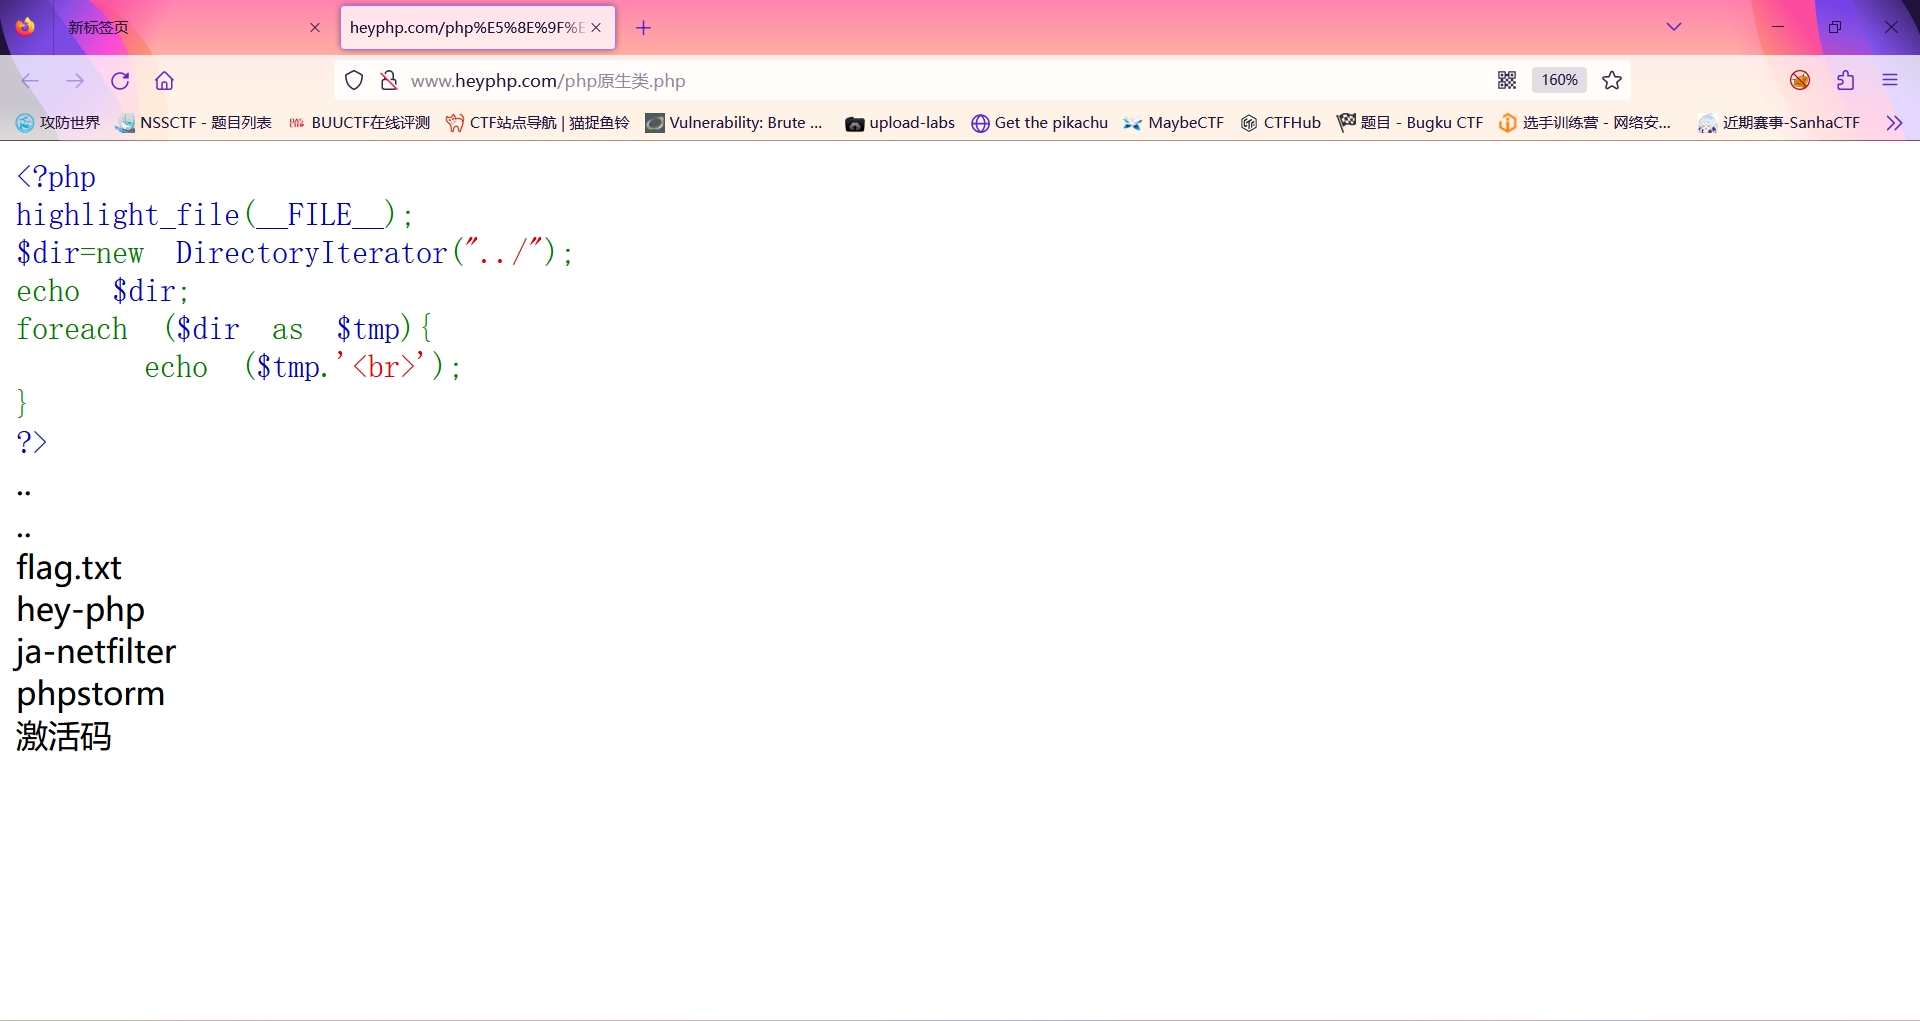 新标签页
heyphp.com/php%E5%8E%9F%E
www.heyphp.com/php原生类.php
160%
攻防世界 NSSCTF - 题目列表 BUUCTF在线评测 CTF站点导航 | 猫捉鱼铃 Vulnerability: Brute ... upload-labs Get the pikachu MaybeCTF CTFHub 题目 - Bugku CTF 选手训练营 - 网络安... 近期赛事-SanhaCTF
<?php
highlight_file(__FILE__);
$dir=new DirectoryIterator("../");
echo $dir;
foreach ($dir as $tmp){
echo ($tmp.'<br>');
}
?>
..
..
flag.txt
hey-php
ja-netfilter
phpstorm
激活码